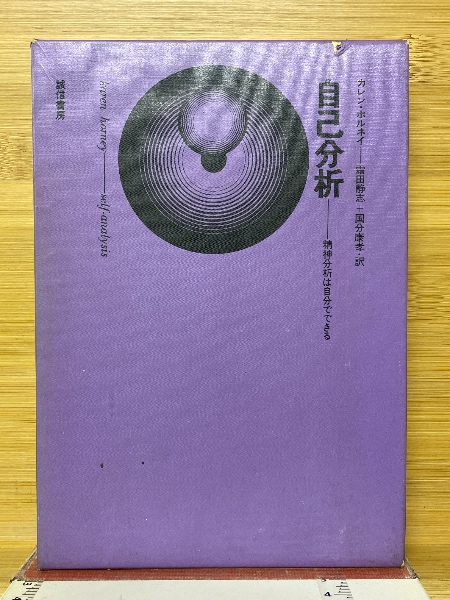 カレン・ホルネイ――霜田静志＋国分康孝・訳
自己分析――精神分析は自分でできる
karen horney――self-analysis
誠信書房